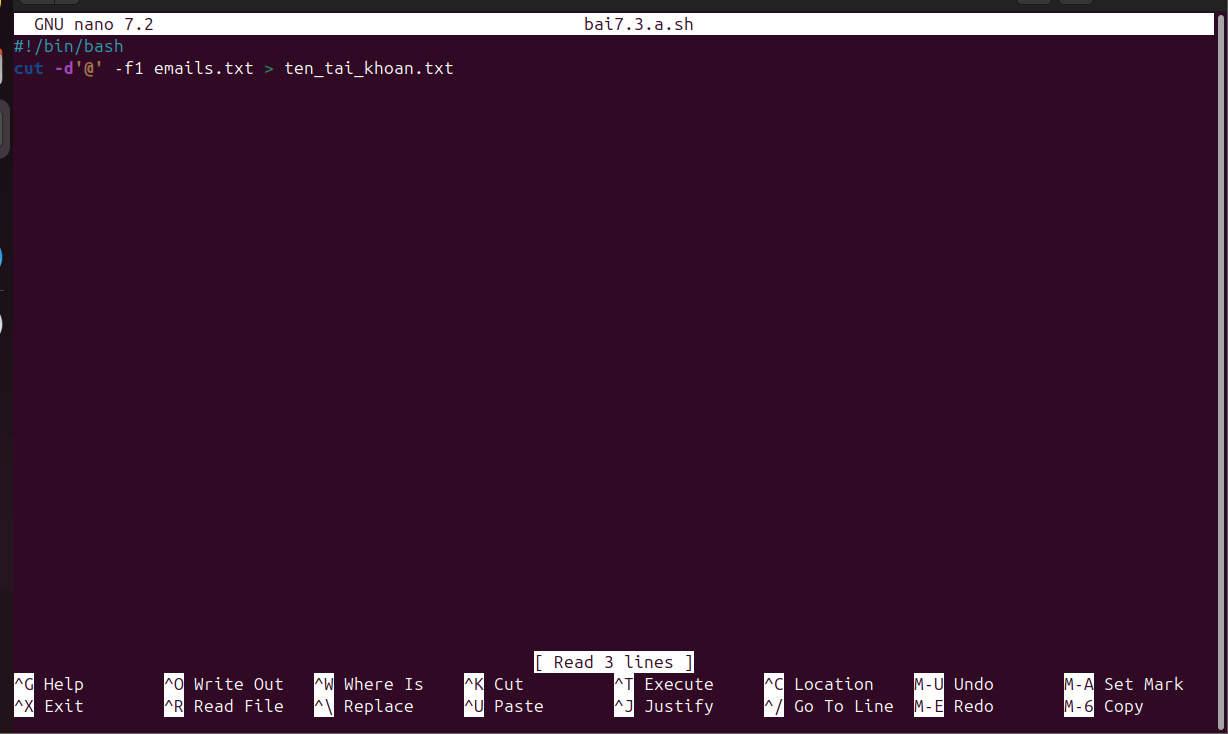 GNU nano 7.2 bai7.3.a.sh
#!/bin/bash
cut -d'@' -f1 emails.txt > ten_tai_khoan.txt
[ Read 3 lines ]
^G Help ^O Write Out ^W Where Is ^K Cut ^T Execute ^C Location M-U Undo M-A Set Mark
^X Exit ^R Read File ^\ Replace ^U Paste ^J Justify ^/ Go To Line M-E Redo M-6 Copy